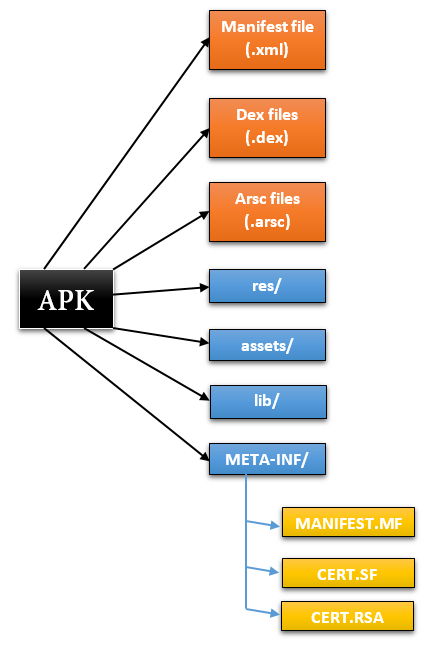 Manifest file
(.xml)
Dex files
(.dex)
Arsc files
(.arsc)
APK
res/
assets/
lib/
META-INF/
MANIFEST.MF
CERT.SF
CERT.RSA